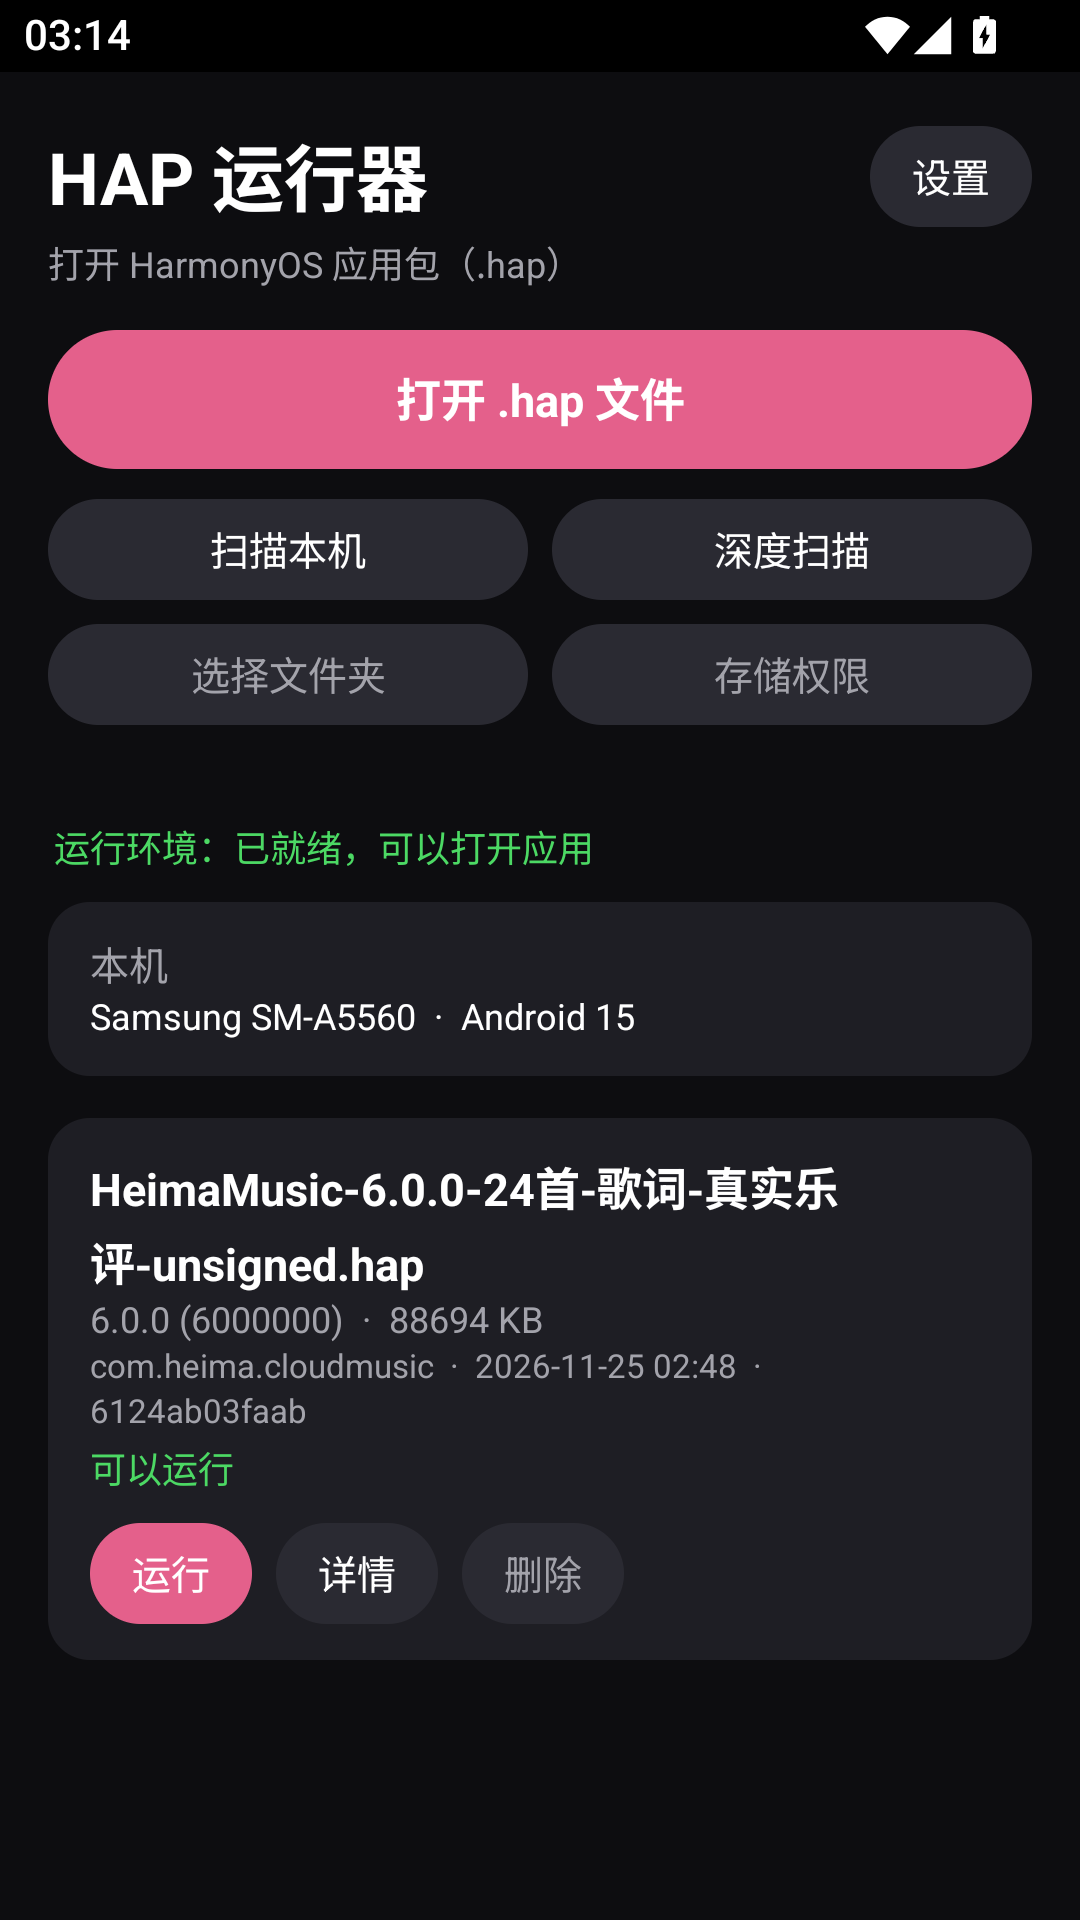 03:14
HAP 运行器
设置
打开 HarmonyOS 应用包（.hap）
打开 .hap 文件
扫描本机
深度扫描
选择文件夹
存储权限
运行环境：已就绪，可以打开应用
本机
Samsung SM-A5560 · Android 15
HeimaMusic-6.0.0-24首-歌词-真实乐
评-unsigned.hap
6.0.0 (6000000) · 88694 KB
com.heima.cloudmusic · 2026-11-25 02:48 ·
6124ab03faab
可以运行
运行
详情
删除